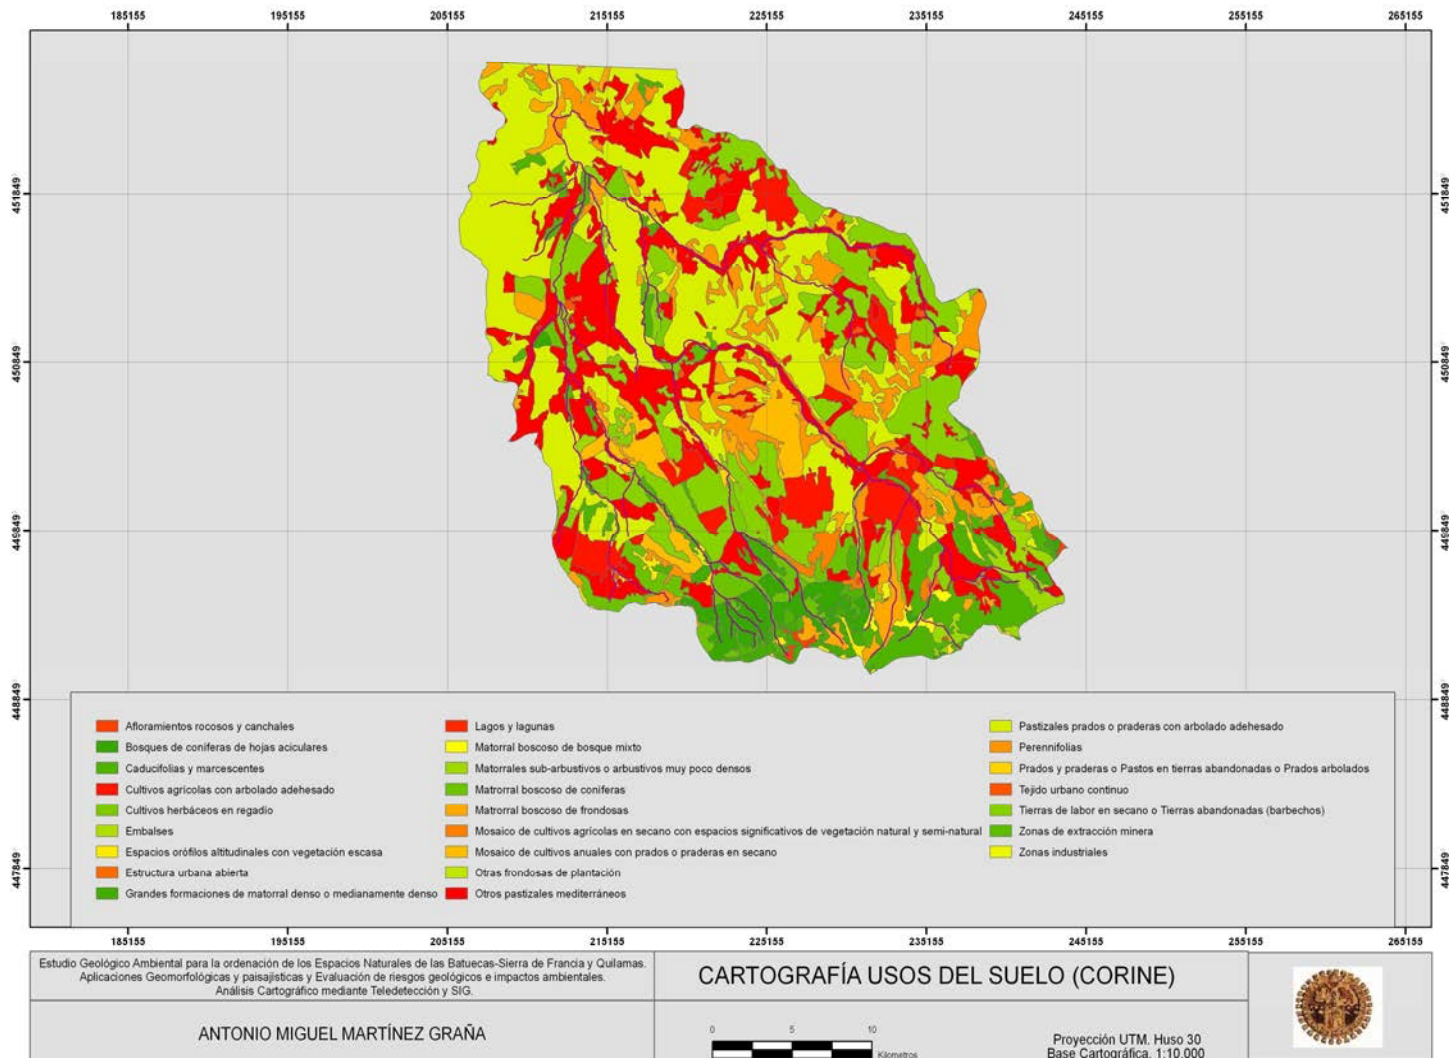 185155 195155 205155 215155 225155 235155 245155 255155 265155
451849 451849
450849 450849
449849 449849
448849 448849
447849 447849
Afloramientos rocosos y canchales
Bosques de coníferas de hojas aciculares
Caducifolias y marcescentes
Cultivos agrícolas con arbolado adehesado
Cultivos herbáceos en regadío
Embalses
Espacios orófilos altitudinales con vegetación escasa
Estructura urbana abierta
Grandes formaciones de matorral denso o medianamente denso
Lagos y lagunas
Matorral boscoso de bosque mixto
Matorrales sub-arbustivos o arbustivos muy poco densos
Matrorral boscoso de coníferas
Matrorral boscoso de frondosas
Mosaico de cultivos agrícolas en secano con espacios significativos de vegetación natural y semi-natural
Mosaico de cultivos anuales con prados o praderas en secano
Otras frondosas de plantación
Otros pastizales mediterráneos
Pastizales prados o praderas con arbolado adehesado
Perennifolias
Prados y praderas o Pastos en tierras abandonadas o Prados arbolados
Tejido urbano continuo
Tierras de labor en secano o Tierras abandonadas (barbechos)
Zonas de extracción minera
Zonas industriales
185155 195155 205155 215155 225155 235155 245155 255155 265155
Estudio Geológico Ambiental para la ordenación de los Espacios Naturales de las Batuecas-Sierra de Francia y Quilamas.
Aplicaciones Geomorfológicas y paisajísticas y Evaluación de riesgos geológicos e impactos ambientales.
Análisis Cartográfico mediante Teledetección y SIG.
ANTONIO MIGUEL MARTÍNEZ GRAÑA
CARTOGRAFÍA USOS DEL SUELO (CORINE)
0 5 10
Kilometros
Proyección UTM. Huso 30
Base Cartográfica. 1:10.000